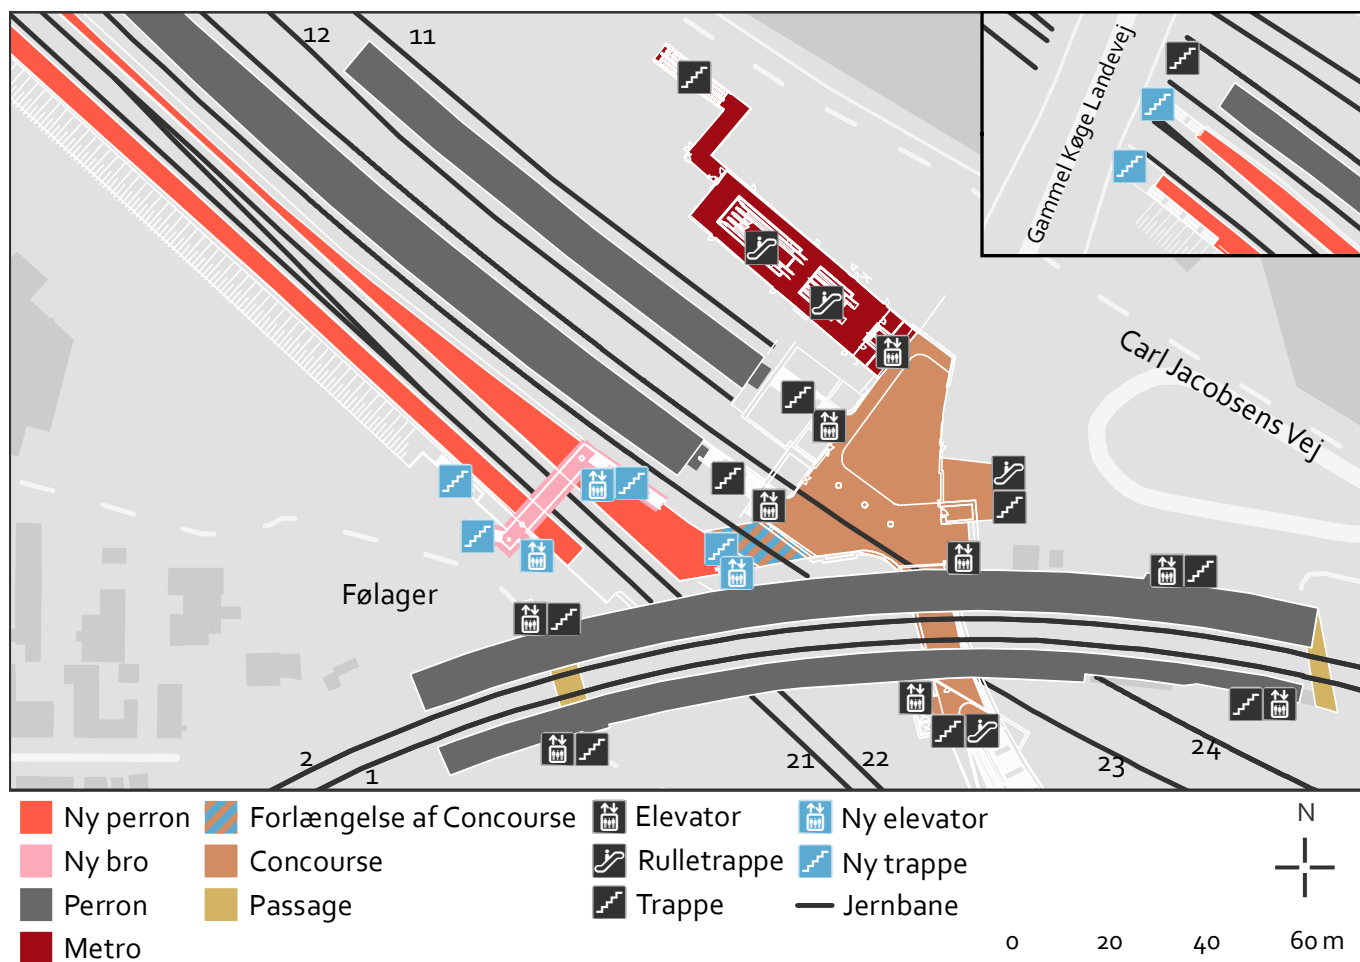 12
11
Gammel Køge Landevej
Carl Jacobsens Vej
Følager
2
1
21
22
23
24
Ny perron
Ny bro
Perron
Metro
Forlængelse af Concourse
Concourse
Passage
Elevator
Rulletrappe
Trappe
Ny elevator
Ny trappe
Jernbane
N
0 20 40 60 m